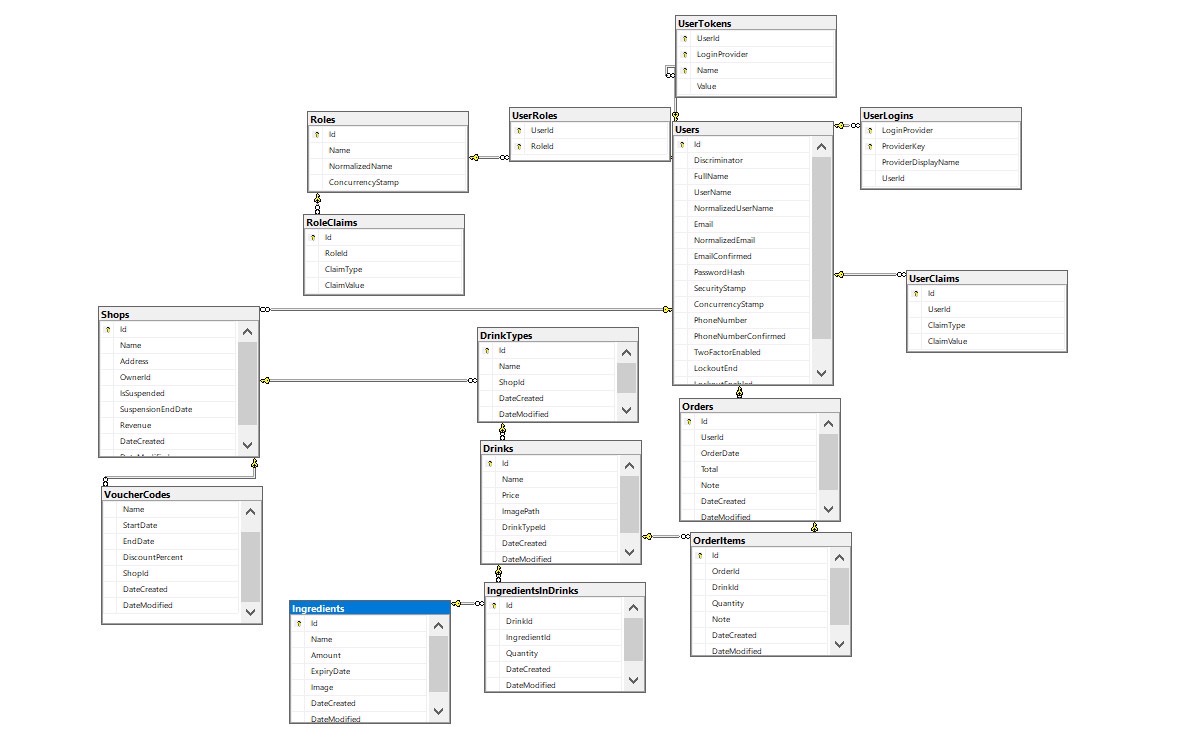 UserTokens
UserId
LoginProvider
Name
Value
Roles
Id
Name
NormalizedName
ConcurrencyStamp
UserRoles
UserId
RoleId
Users
Id
Discriminator
FullName
UserName
NormalizedUserName
Email
NormalizedEmail
EmailConfirmed
PasswordHash
SecurityStamp
ConcurrencyStamp
PhoneNumber
PhoneNumberConfirmed
TwoFactorEnabled
LockoutEnd
LockoutEnabled
UserLogins
LoginProvider
ProviderKey
ProviderDisplayName
UserId
RoleClaims
Id
RoleId
ClaimType
ClaimValue
UserClaims
Id
UserId
ClaimType
ClaimValue
Shops
Id
Name
Address
OwnerId
IsSuspended
SuspensionEndDate
Revenue
DateCreated
DateModified
DrinkTypes
Id
Name
ShopId
DateCreated
DateModified
Orders
Id
UserId
OrderDate
Total
Note
DateCreated
DateModified
Drinks
Id
Name
Price
ImagePath
DrinkTypeId
DateCreated
DateModified
VoucherCodes
Name
StartDate
EndDate
DiscountPercent
ShopId
DateCreated
DateModified
OrderItems
Id
OrderId
DrinkId
Quantity
Note
DateCreated
DateModified
IngredientsInDrinks
Id
DrinkId
IngredientId
Quantity
DateCreated
DateModified
Ingredients
Id
Name
Amount
ExpiryDate
Image
DateCreated
DateModified